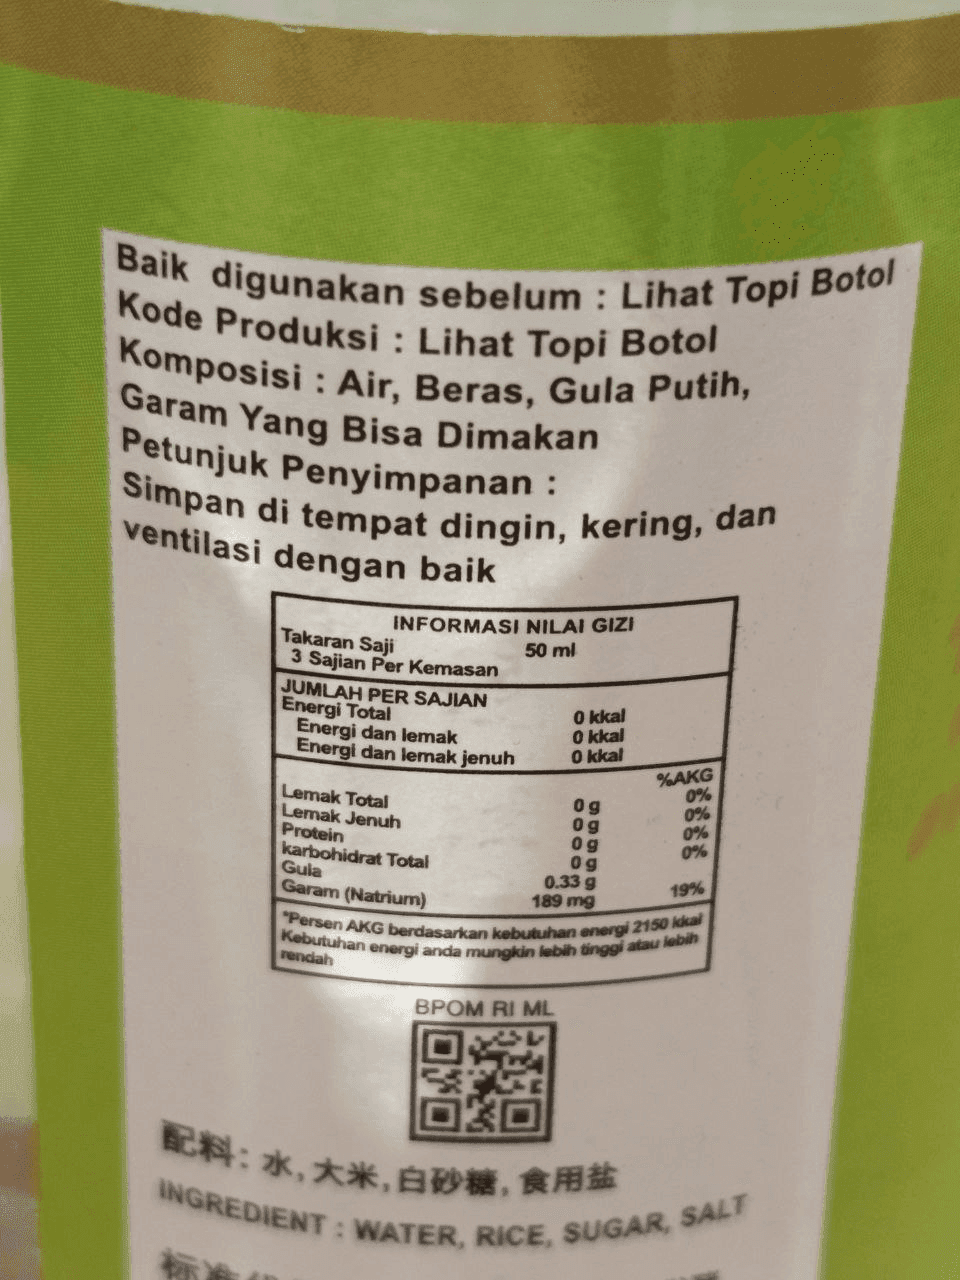 Baik digunakan sebelum : Lihat Topi Botol
Kode Produksi : Lihat Topi Botol
Komposisi : Air, Beras, Gula Putih,
Garam Yang Bisa Dimakan
Petunjuk Penyimpanan :
Simpan di tempat dingin, kering, dan
ventilasi dengan baik
INFORMASI NILAI GIZI
Takaran Saji 50 ml
3 Sajian Per Kemasan
JUMLAH PER SAJIAN
Energi Total 0 kkal
Energi dan lemak 0 kkal
Energi dan lemak jenuh 0 kkal
%AKG
Lemak Total 0 g 0%
Lemak Jenuh 0 g 0%
Protein 0 g 0%
karbohidrat Total 0 g 0%
Gula 0.33 g
Garam (Natrium) 189 mg 19%
*Persen AKG berdasarkan kebutuhan energi 2150 kkal
Kebutuhan energi anda mungkin lebih tinggi atau lebih
rendah
BPOM RI ML
配料: 水, 大米, 白砂糖, 食用盐
INGREDIENT : WATER, RICE, SUGAR, SALT